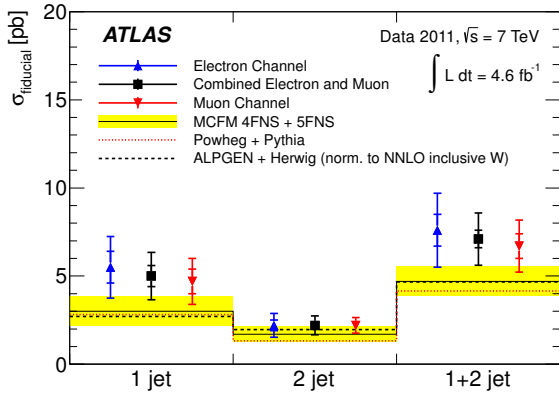 σfiducial [pb]
ATLAS
Data 2011, √s = 7 TeV
∫ L dt = 4.6 fb⁻¹
Electron Channel
Combined Electron and Muon
Muon Channel
MCFM 4FNS + 5FNS
Powheg + Pythia
ALPGEN + Herwig (norm. to NNLO inclusive W)
20
15
10
5
0
1 jet
2 jet
1+2 jet